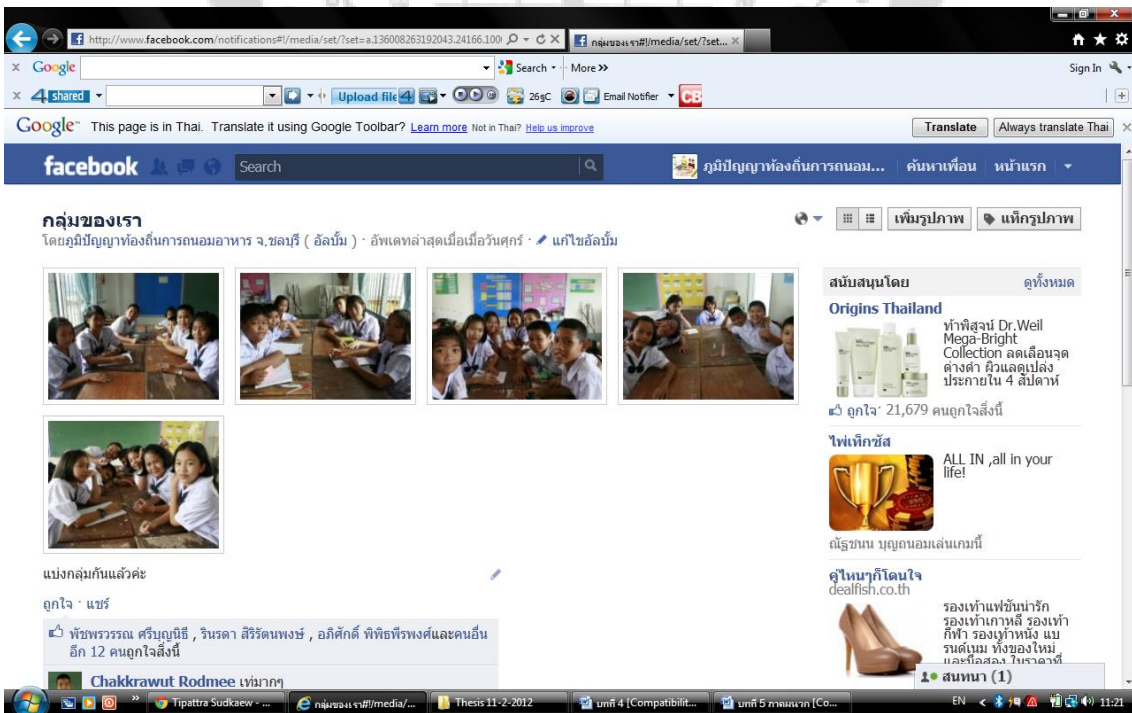 http://www.facebook.com/notifications#!/media/set/?set=a.136008263192043.24166.100
กลุ่มของเรา#!/media/set/?set...
Google
Search
More >>
Sign In
4shared
Upload file
26ºC
Email Notifier
Google This page is in Thai. Translate it using Google Toolbar? Learn more Not in Thai? Help us improve
Translate
Always translate Thai
facebook
Search
ภูมิปัญญาท้องถิ่นการถนอม...
ค้นหาเพื่อน
หน้าแรก
กลุ่มของเรา
โดยภูมิปัญญาท้องถิ่นการถนอมอาหาร จ.ชลบุรี ( อัลบั้ม ) · อัพเดทล่าสุดเมื่อเมื่อวันศุกร์ · แก้ไขอัลบั้ม
เพิ่มรูปภาพ
แท็กรูปภาพ
แบ่งกลุ่มกันแล้วค่ะ
ถูกใจ · แชร์
พัชพรวรรณ ศรีบุญนิธี , รินรดา สิริรัตนพงษ์ , อภิศักดิ์ พิพิธพีรพงศ์และคนอื่น
อีก 12 คนถูกใจสิ่งนี้
Chakkrawut Rodmee เท่มากๆ
สนับสนุนโดย
ดูทั้งหมด
Origins Thailand
ท้าพิสูจน์ Dr.Weil
Mega-Bright
Collection ลดเลือนจุด
ด่างดำ ผิวแลดูเปล่ง
ประกายใน 4 สัปดาห์
ถูกใจ · 21,679 คนถูกใจสิ่งนี้
ไพ่เท็กซัส
ALL IN ,all in your
life!
ณัฐชนน บุญถนอมเล่นเกมนี้
คู่ไหนๆก็โดนใจ
dealfish.co.th
รองเท้าแฟชั่นน่ารัก
รองเท้าเกาหลี รองเท้า
กีฬา รองเท้าหนัง แบ
รนด์เนม ทั้งของใหม่
และมือสอง ในราคาที่
สนทนา (1)
Tipattra Sudkaew - ...
กลุ่มของเรา#!/media/...
Thesis 11-2-2012
บทที่ 4 [Compatibilit...
บทที่ 5 ภาคผนวก [Co...
EN
11:21